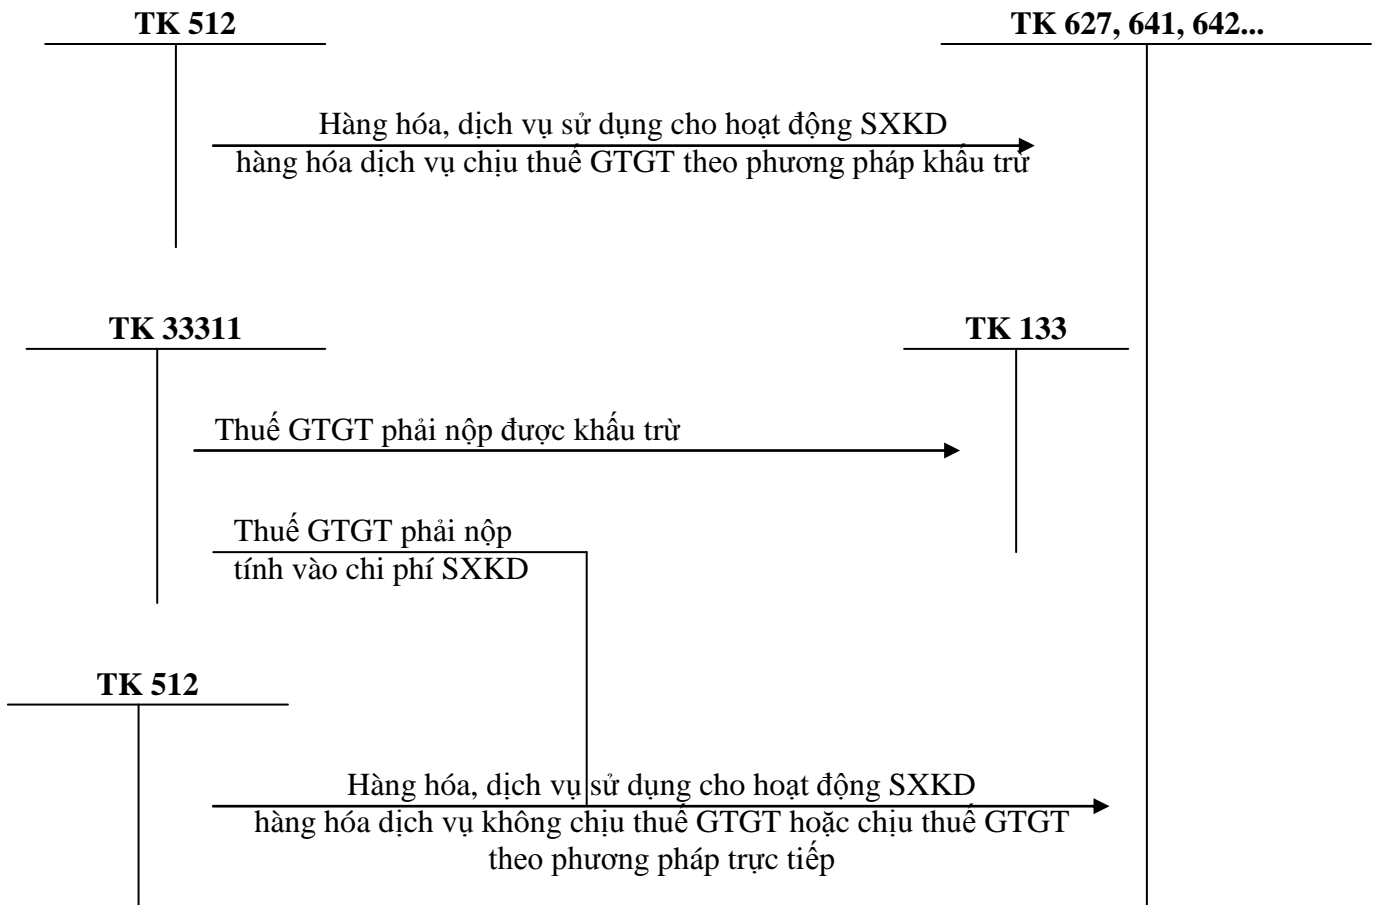 TK 512
TK 627, 641, 642...
Hàng hóa, dịch vụ sử dụng cho hoạt động SXKD
hàng hóa dịch vụ chịu thuế GTGT theo phương pháp khấu trừ
TK 33311
TK 133
Thuế GTGT phải nộp được khấu trừ
Thuế GTGT phải nộp
tính vào chi phí SXKD
TK 512
Hàng hóa, dịch vụ sử dụng cho hoạt động SXKD
hàng hóa dịch vụ không chịu thuế GTGT hoặc chịu thuế GTGT
theo phương pháp trực tiếp